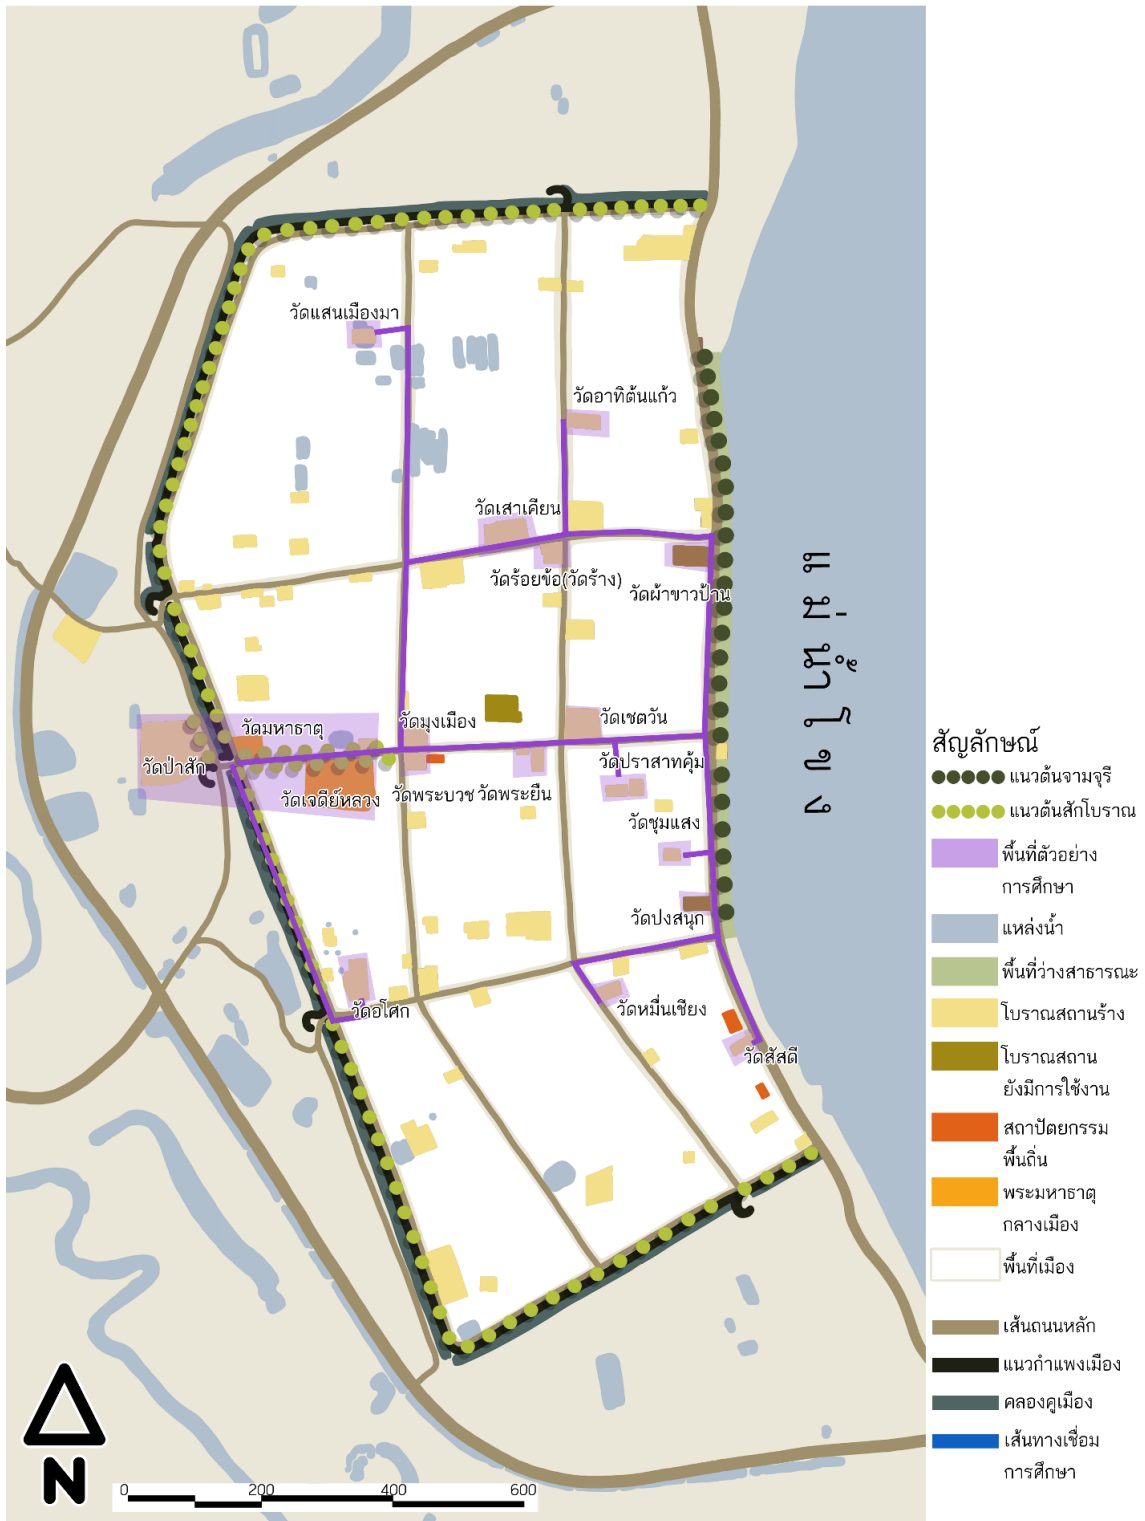 วัดแสนเมืองมา
วัดอาทิต้นแก้ว
วัดเสาเคียน
วัดร้อยข้อ(วัดร้าง)
วัดผ้าขาวป้าน
แม่น้ำโขง
วัดมหาธาตุ
วัดมุงเมือง
วัดเชตวัน
วัดป่าสัก
วัดเจดีย์หลวง
วัดพระบวช
วัดพระยืน
วัดปราสาทคุ้ม
วัดชุมแสง
วัดปงสนุก
วัดอโศก
วัดหมื่นเชียง
วัดสัสดี
สัญลักษณ์
แนวต้นจามจุรี
แนวต้นสักโบราณ
พื้นที่ตัวอย่าง
การศึกษา
แหล่งน้ำ
พื้นที่ว่างสาธารณะ
โบราณสถานร้าง
โบราณสถาน
ยังมีการใช้งาน
สถาปัตยกรรม
พื้นถิ่น
พระมหาธาตุ
กลางเมือง
พื้นที่เมือง
เส้นถนนหลัก
แนวกำแพงเมือง
คลองคูเมือง
เส้นทางเชื่อม
การศึกษา
N
0 200 400 600